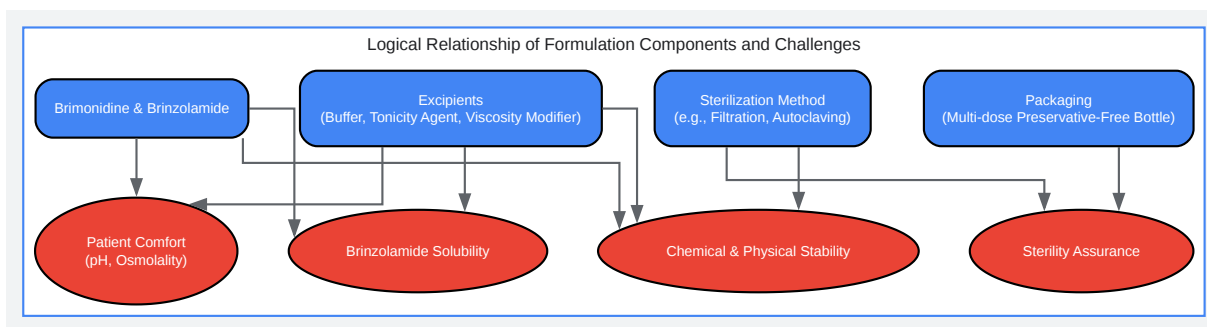 Logical Relationship of Formulation Components and Challenges
Brimonidine & Brinzolamide
Excipients
(Buffer, Tonicity Agent, Viscosity Modifier)
Sterilization Method
(e.g., Filtration, Autoclaving)
Packaging
(Multi-dose Preservative-Free Bottle)
Patient Comfort
(pH, Osmolality)
Brinzolamide Solubility
Chemical & Physical Stability
Sterility Assurance